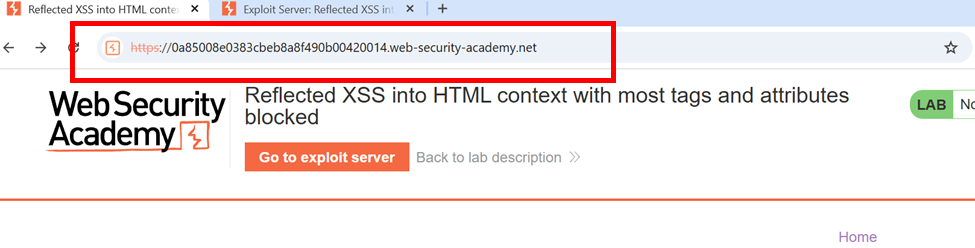 Reflected XSS into HTML conte
Exploit Server: Reflected XSS int
https://0a85008e0383cbeb8a8f490b00420014.web-security-academy.net
Web Security
Academy
Reflected XSS into HTML context with most tags and attributes
blocked
LAB
No
Go to exploit server
Back to lab description
Home